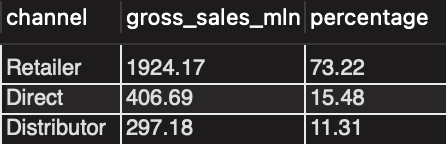 channel gross_sales_mln percentage
Retailer 1924.17 73.22
Direct 406.69 15.48
Distributor 297.18 11.31